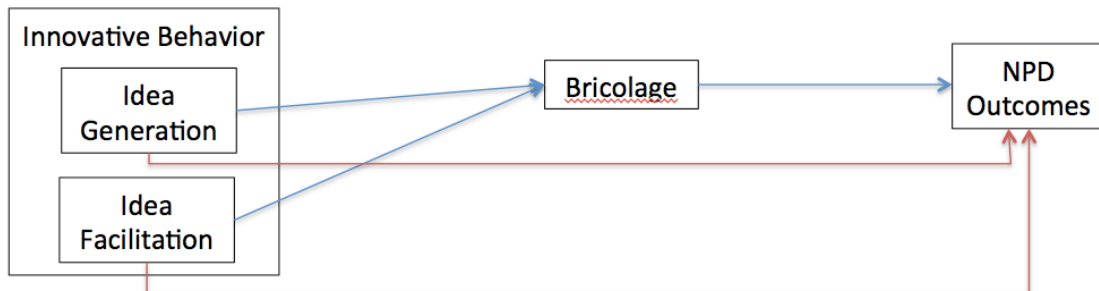 Innovative Behavior
Idea
Generation
Idea
Facilitation
Bricolage
NPD
Outcomes